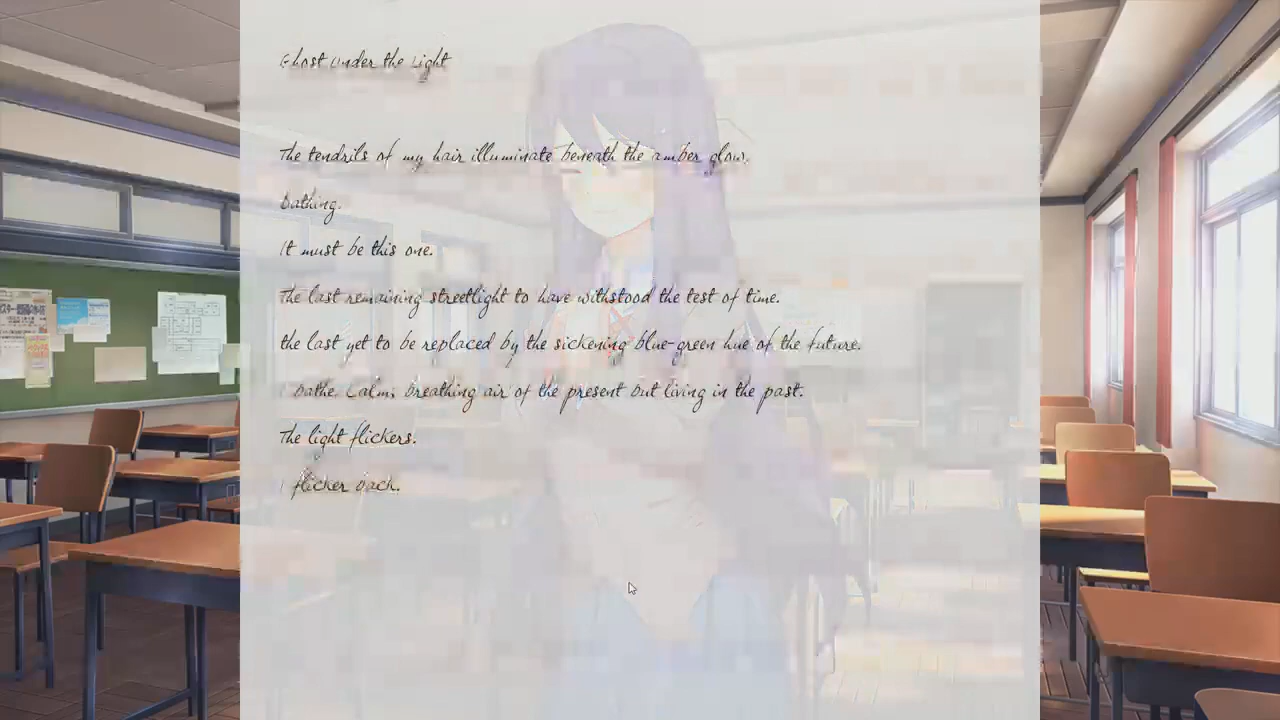 Ghost Under the Light
The tendrils of my hair illuminate beneath the amber glow.
Bathing.
It must be this one.
The last remaining streetlight to have withstood the test of time.
the last yet to be replaced by the sickening blue-green hue of the future.
I bathe. Calm; breathing air of the present but living in the past.
The light flickers.
I flicker back.